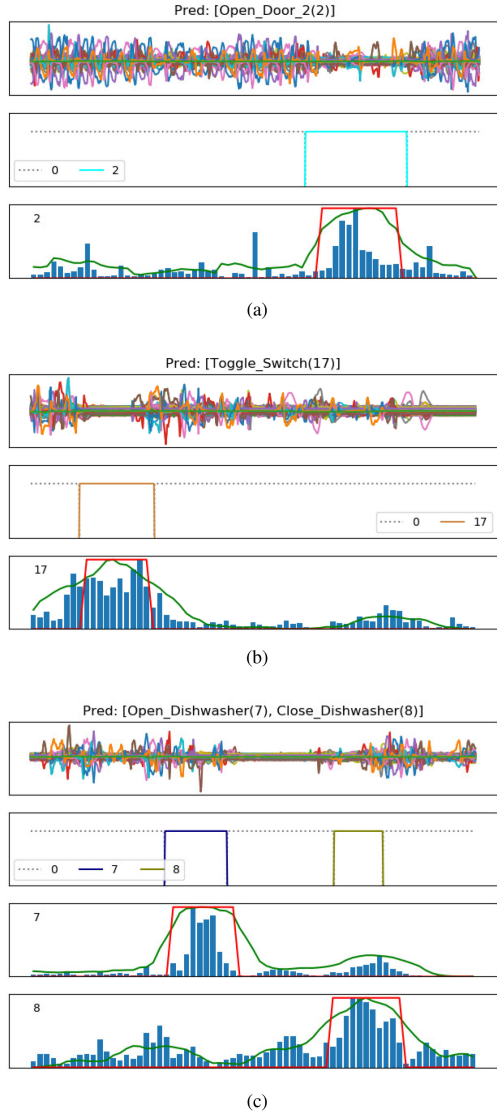 Pred: [Open_Door_2(2)]
0 2
2
(a)
Pred: [Toggle_Switch(17)]
0 17
17
(b)
Pred: [Open_Dishwasher(7), Close_Dishwasher(8)]
0 7 8
7
8
(c)